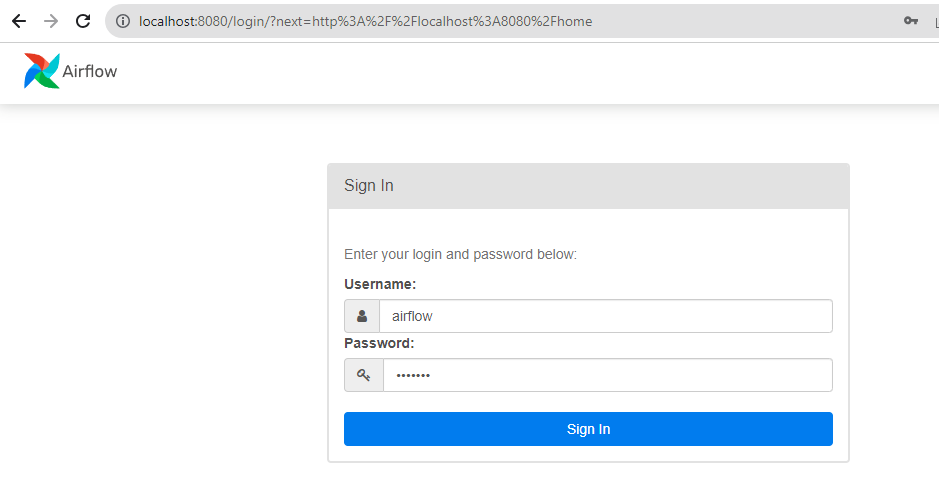 localhost:8080/login/?next=http%3A%2F%2Flocalhost%3A8080%2Fhome
Airflow
Sign In
Enter your login and password below:
Username:
airflow
Password:
•••••••
Sign In